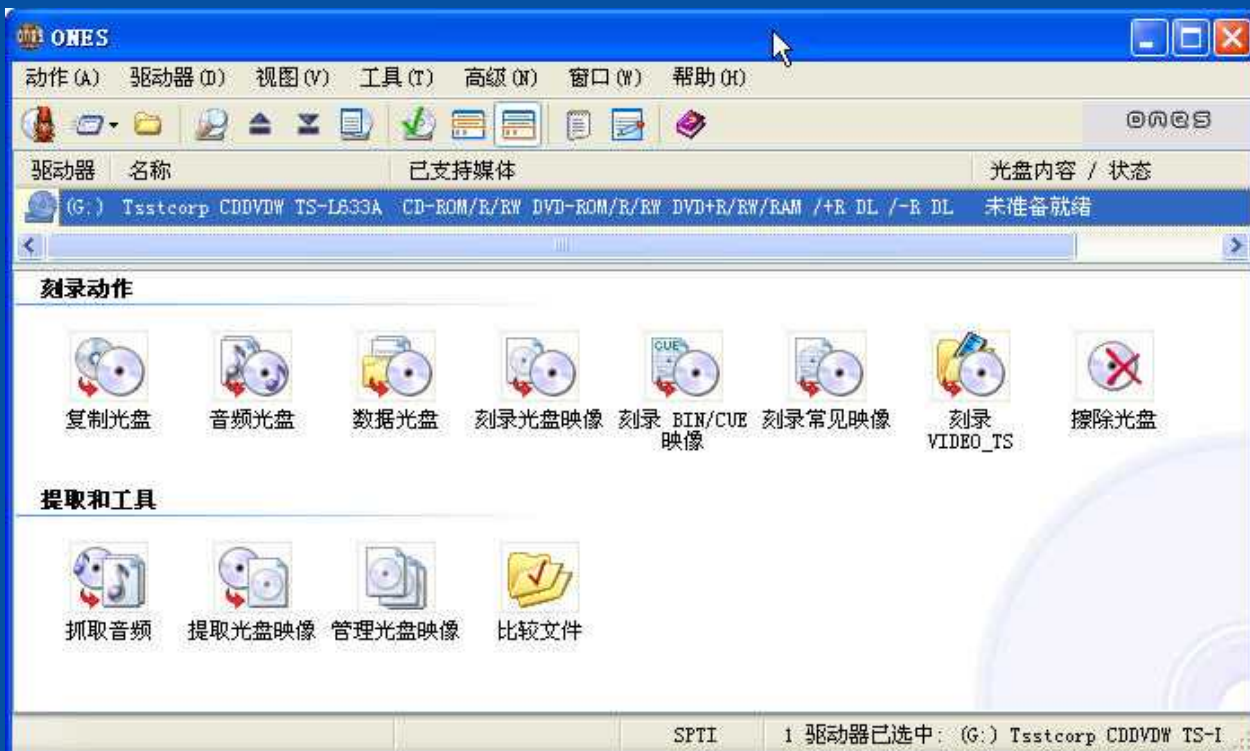 ONES
动作(A) 驱动器(D) 视图(V) 工具(T) 高级(N) 窗口(W) 帮助(H)
ones
驱动器 名称 已支持媒体 光盘内容 / 状态
(G:) Tsstcorp CDDVDW TS-L633A CD-ROM/R/RW DVD-ROM/R/RW DVD+R/RW/RAM /+R DL /-R DL 未准备就绪
刻录动作
CUE
复制光盘 音频光盘 数据光盘 刻录光盘映像 刻录 BIN/CUE 刻录常见映像 刻录 擦除光盘
映像 VIDEO_TS
提取和工具
抓取音频 提取光盘映像 管理光盘映像 比较文件
SPTI 1 驱动器已选中: (G:) Tsstcorp CDDVDW TS-I